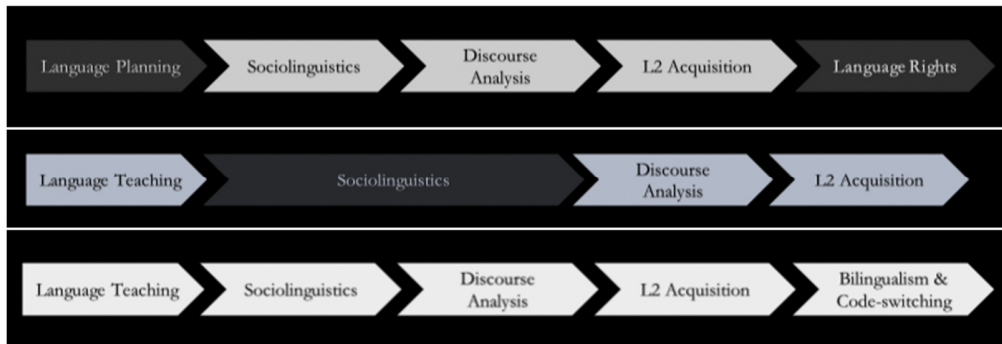 Language Planning
Sociolinguistics
Discourse
Analysis
L2 Acquisition
Language Rights
Language Teaching
Sociolinguistics
Discourse
Analysis
L2 Acquisition
Language Teaching
Sociolinguistics
Discourse
Analysis
L2 Acquisition
Bilingualism &
Code-switching